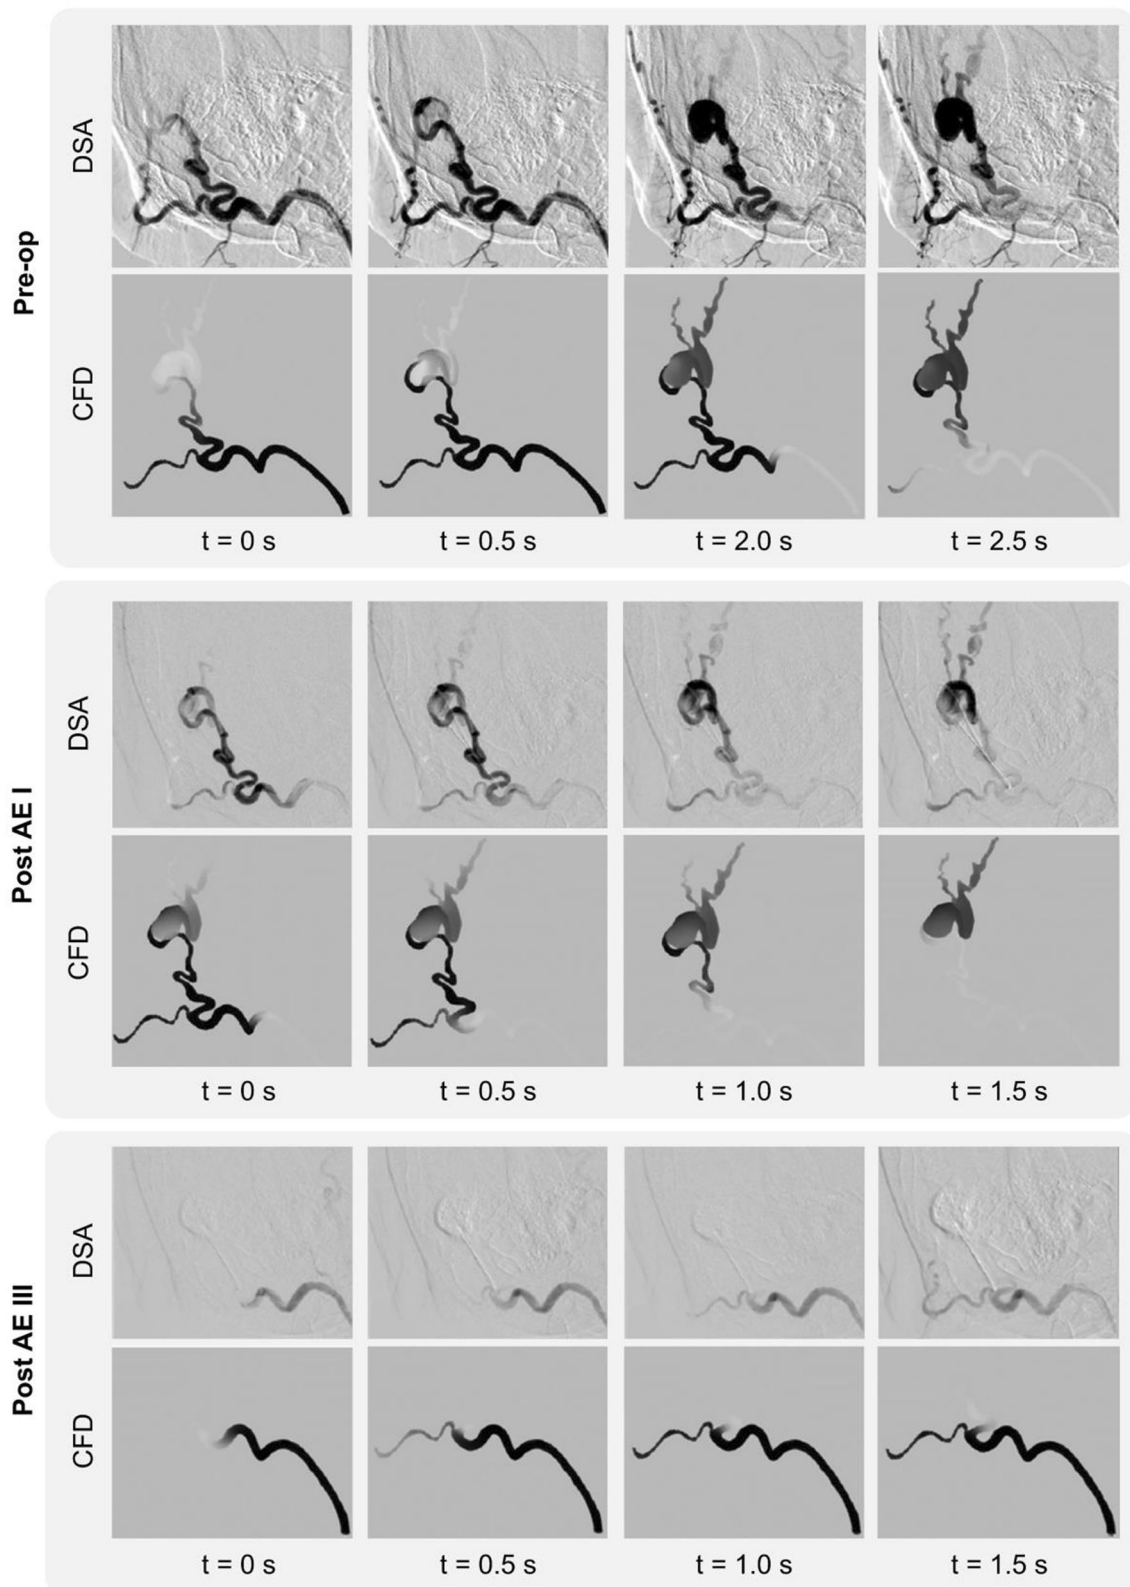 Pre-op
DSA
CFD
t = 0 s
t = 0.5 s
t = 2.0 s
t = 2.5 s
Post AE I
DSA
CFD
t = 0 s
t = 0.5 s
t = 1.0 s
t = 1.5 s
Post AE III
DSA
CFD
t = 0 s
t = 0.5 s
t = 1.0 s
t = 1.5 s